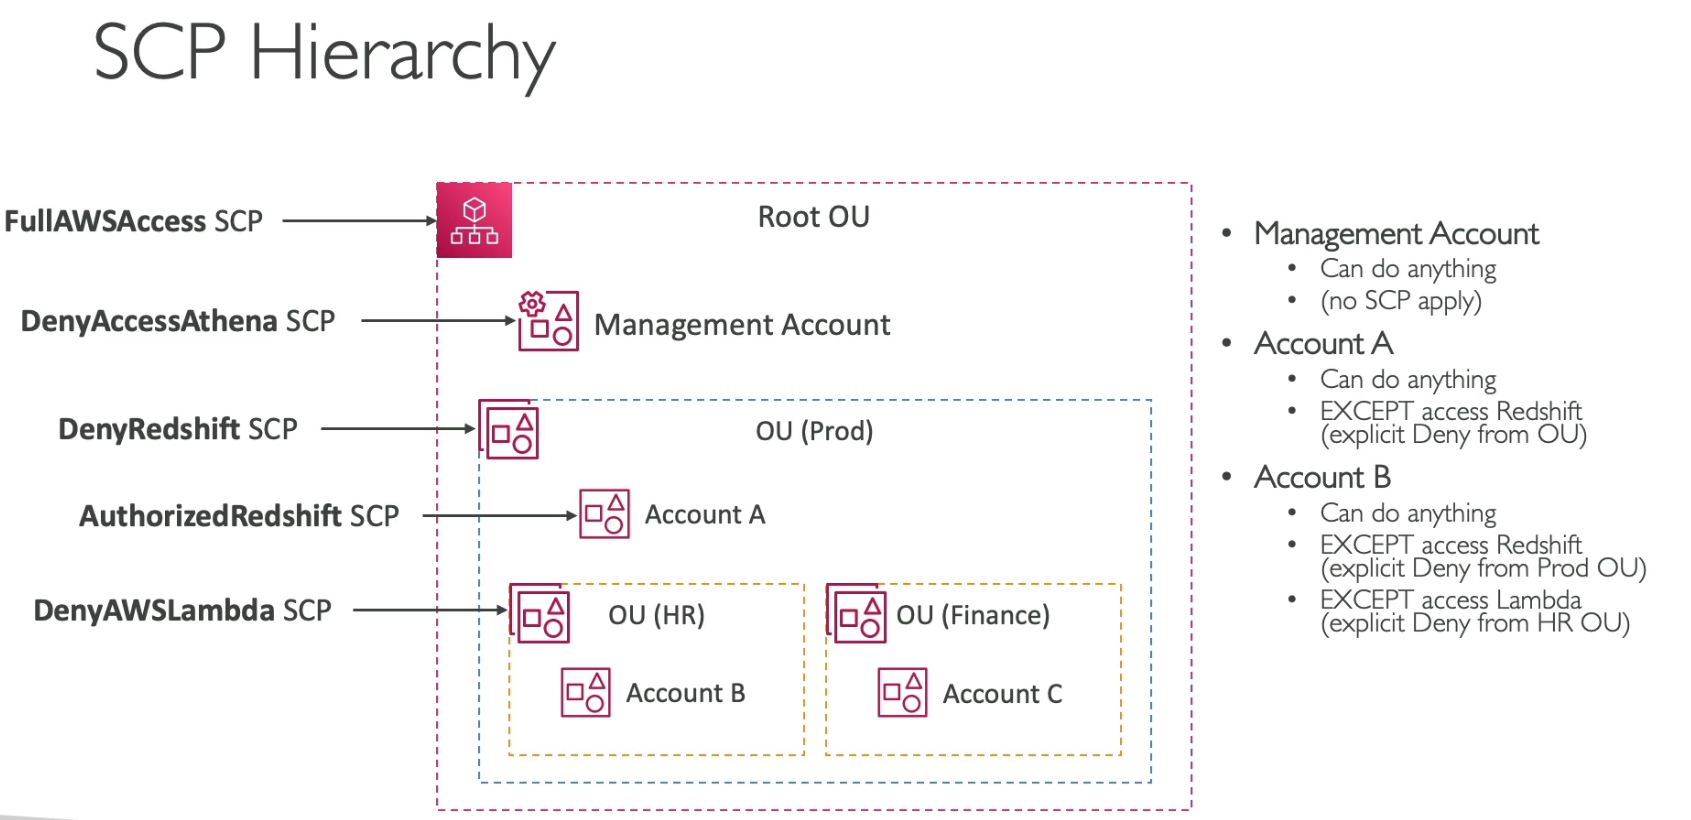 SCP Hierarchy
FullAWSAccess SCP
Root OU
DenyAccessAthena SCP
Management Account
DenyRedshift SCP
OU (Prod)
AuthorizedRedshift SCP
Account A
DenyAWSLambda SCP
OU (HR)
OU (Finance)
Account B
Account C
• Management Account
• Can do anything
• (no SCP apply)
• Account A
• Can do anything
• EXCEPT access Redshift
(explicit Deny from OU)
• Account B
• Can do anything
• EXCEPT access Redshift
(explicit Deny from Prod OU)
• EXCEPT access Lambda
(explicit Deny from HR OU)